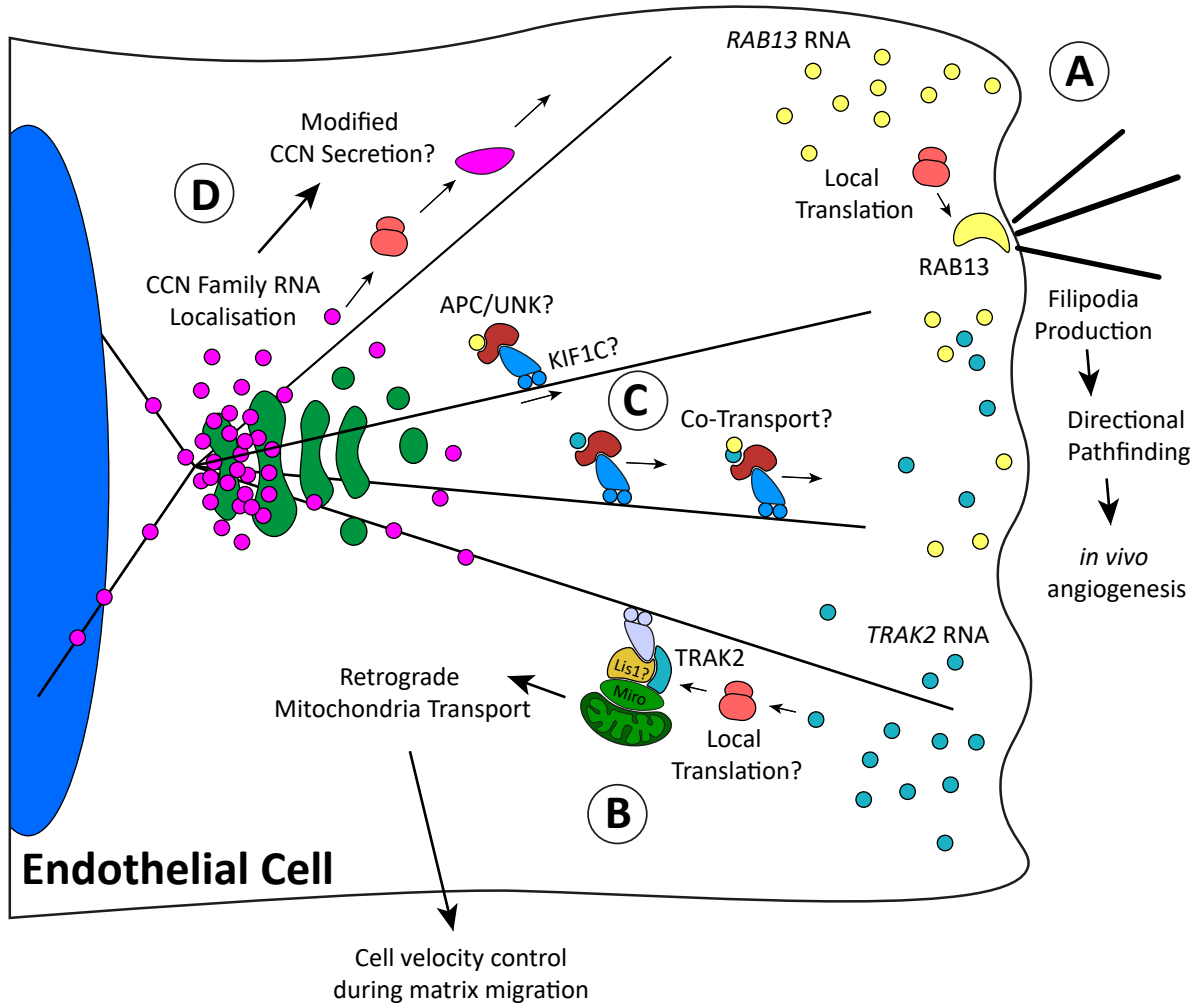 RAB13 RNA
A
Local
Translation
RAB13
Filipodia
Production
Directional
Pathfinding
in vivo
angiogenesis
Modified
CCN Secretion?
D
CCN Family RNA
Localisation
APC/UNK?
KIF1C?
C
Co-Transport?
TRAK2 RNA
TRAK2
Lis1?
Miro
Local
Translation?
Retrograde
Mitochondria Transport
B
Endothelial Cell
Cell velocity control
during matrix migration